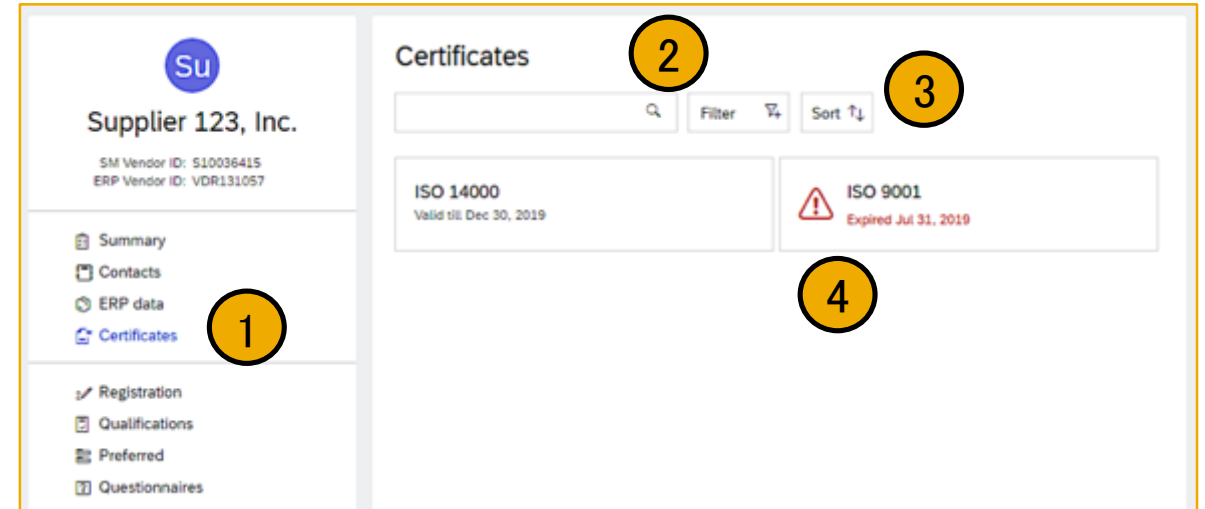 Su
Supplier 123, Inc.
SM Vendor ID: S10036415
ERP Vendor ID: VDR131057
Summary
Contacts
ERP data
Certificates
1
Registration
Qualifications
Preferred
Questionnaires
Certificates
2
Filter
Sort
3
ISO 14000
Valid till Dec 30, 2019
ISO 9001
Expired Jul 31, 2019
4